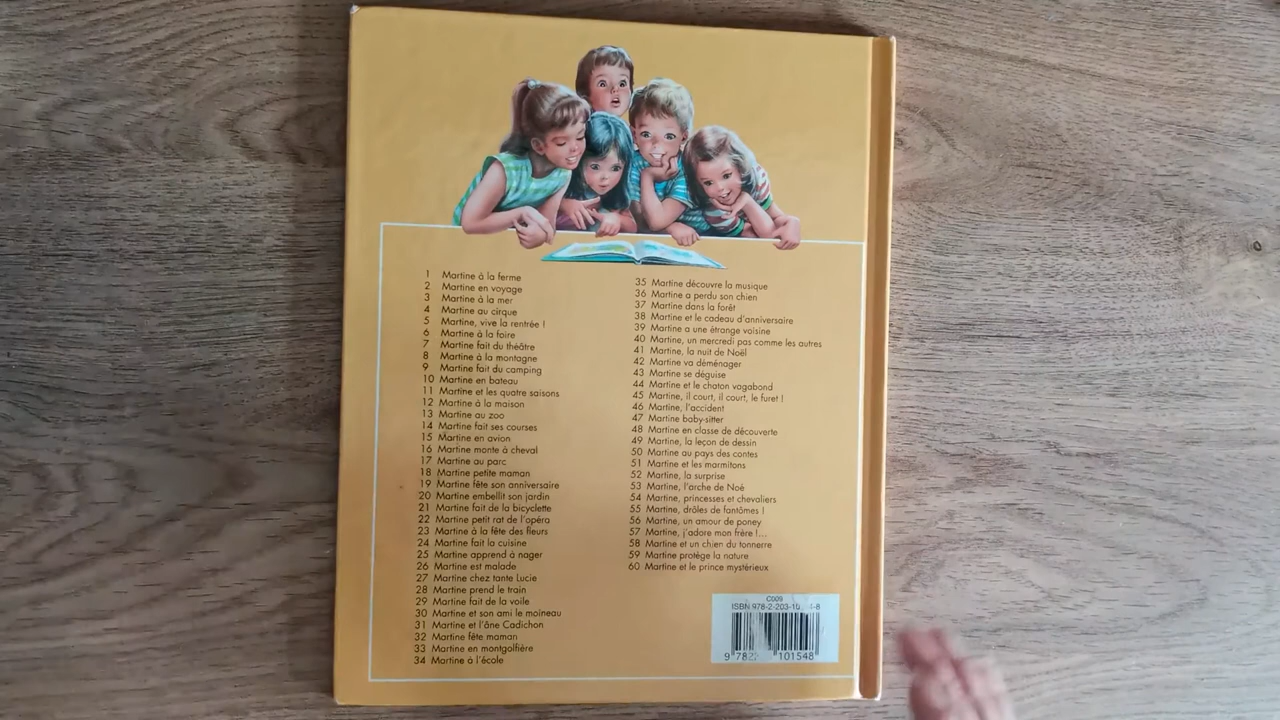 1 Martine à la ferme
2 Martine en voyage
3 Martine à la mer
4 Martine au cirque
5 Martine, vive la rentrée !
6 Martine à la foire
7 Martine fait du théâtre
8 Martine à la montagne
9 Martine fait du camping
10 Martine en bateau
11 Martine et les quatre saisons
12 Martine à la maison
13 Martine au zoo
14 Martine fait ses courses
15 Martine en avion
16 Martine monte à cheval
17 Martine au parc
18 Martine petite maman
19 Martine fête son anniversaire
20 Martine embellit son jardin
21 Martine fait de la bicyclette
22 Martine petit rat de l'opéra
23 Martine à la fête des fleurs
24 Martine fait la cuisine
25 Martine apprend à nager
26 Martine est malade
27 Martine chez tante Lucie
28 Martine prend le train
29 Martine fait de la voile
30 Martine et son ami le moineau
31 Martine et l'âne Cadichon
32 Martine fête maman
33 Martine en montgolfière
34 Martine à l'école
35 Martine découvre la musique
36 Martine a perdu son chien
37 Martine dans la forêt
38 Martine et le cadeau d'anniversaire
39 Martine a une étrange voisine
40 Martine, un mercredi pas comme les autres
41 Martine, la nuit de Noël
42 Martine va déménager
43 Martine se déguise
44 Martine et le chaton vagabond
45 Martine, il court, il court, le furet !
46 Martine, l'accident
47 Martine baby-sitter
48 Martine en classe de découverte
49 Martine, la leçon de dessin
50 Martine au pays des contes
51 Martine et les marmitons
52 Martine, la surprise
53 Martine, l'arche de Noé
54 Martine, princesses et chevaliers
55 Martine, drôles de fantômes !
56 Martine, un amour de poney
57 Martine, j'adore mon frère !...
58 Martine et un chien du tonnerre
59 Martine protège la nature
60 Martine et le prince mystérieux
C009
ISBN 978-2-203-10
9 782 101548